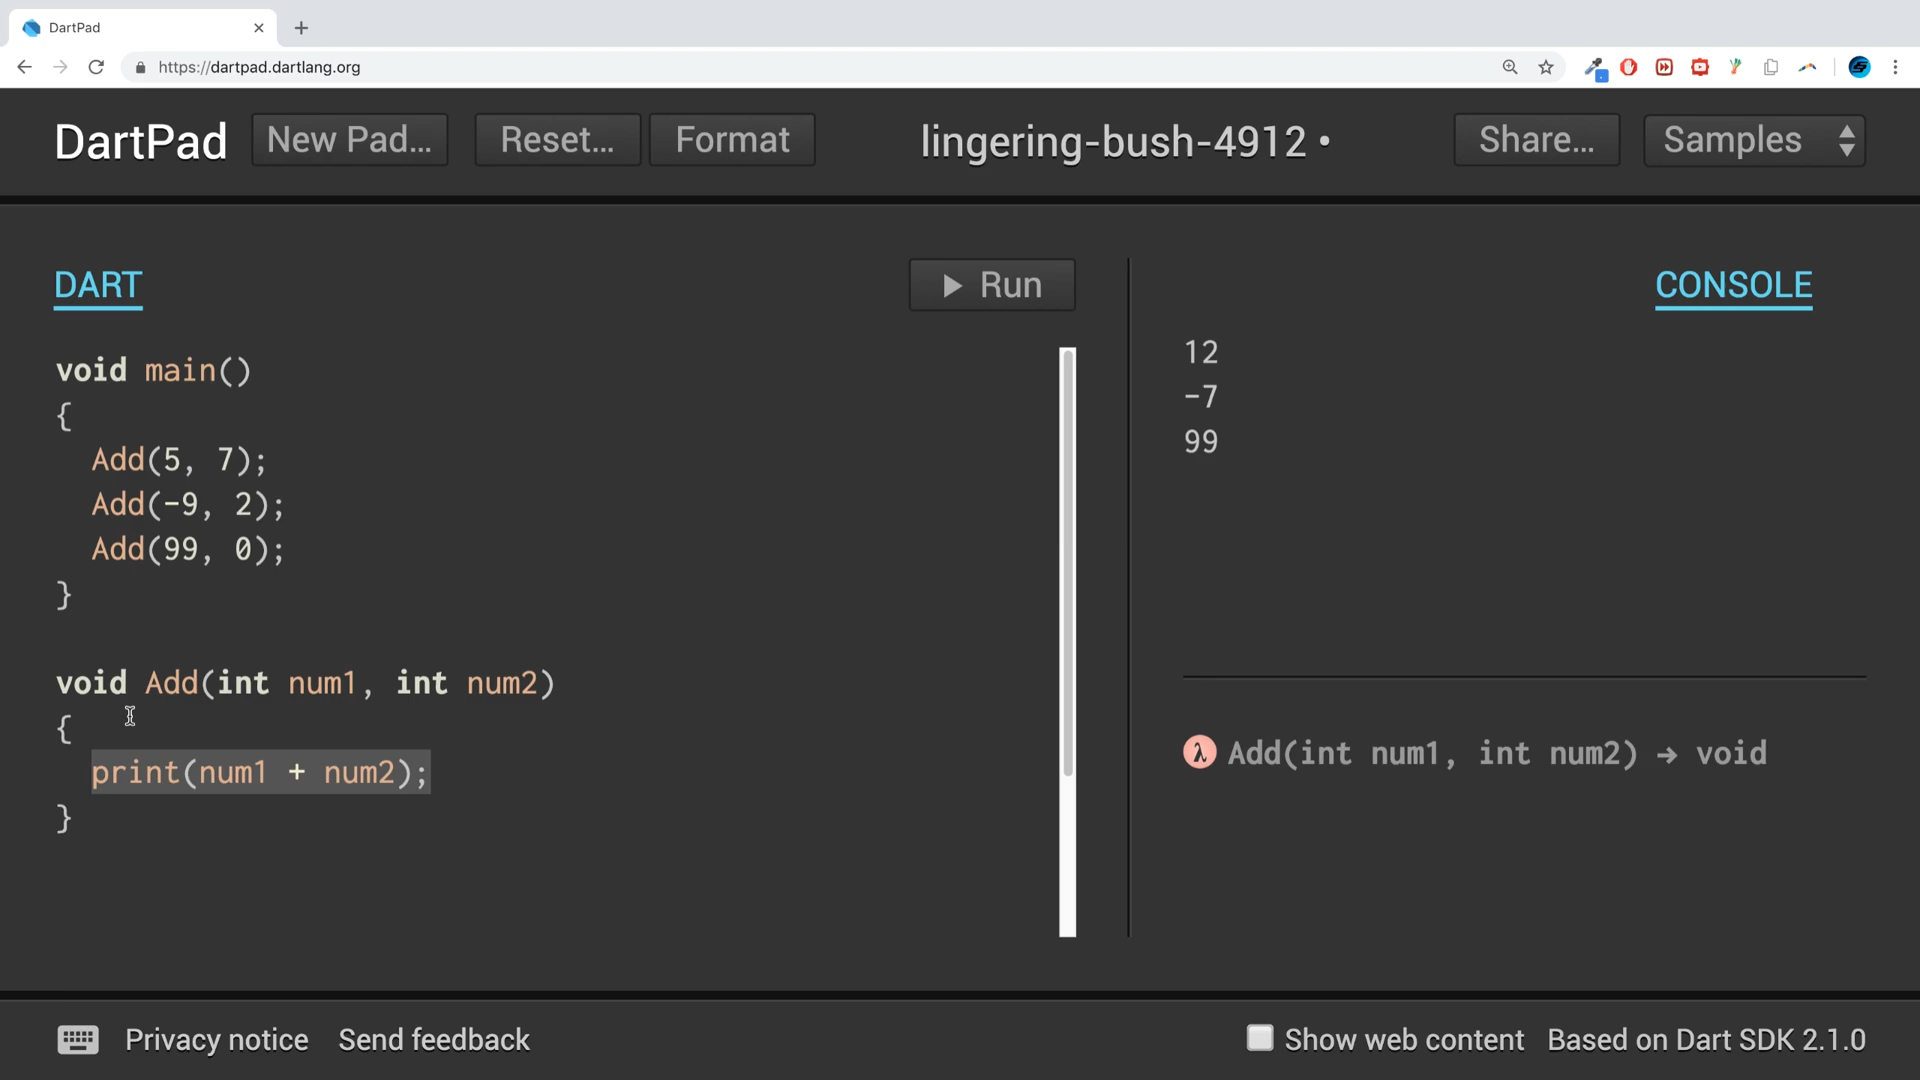 DartPad
https://dartpad.dartlang.org
DartPad
New Pad...
Reset...
Format
lingering-bush-4912 •
Share...
Samples
DART
Run
CONSOLE
void main()
{
  Add(5, 7);
  Add(-9, 2);
  Add(99, 0);
}
void Add(int num1, int num2)
{
  print(num1 + num2);
}
12
-7
99
λ Add(int num1, int num2) → void
Privacy notice
Send feedback
Show web content
Based on Dart SDK 2.1.0